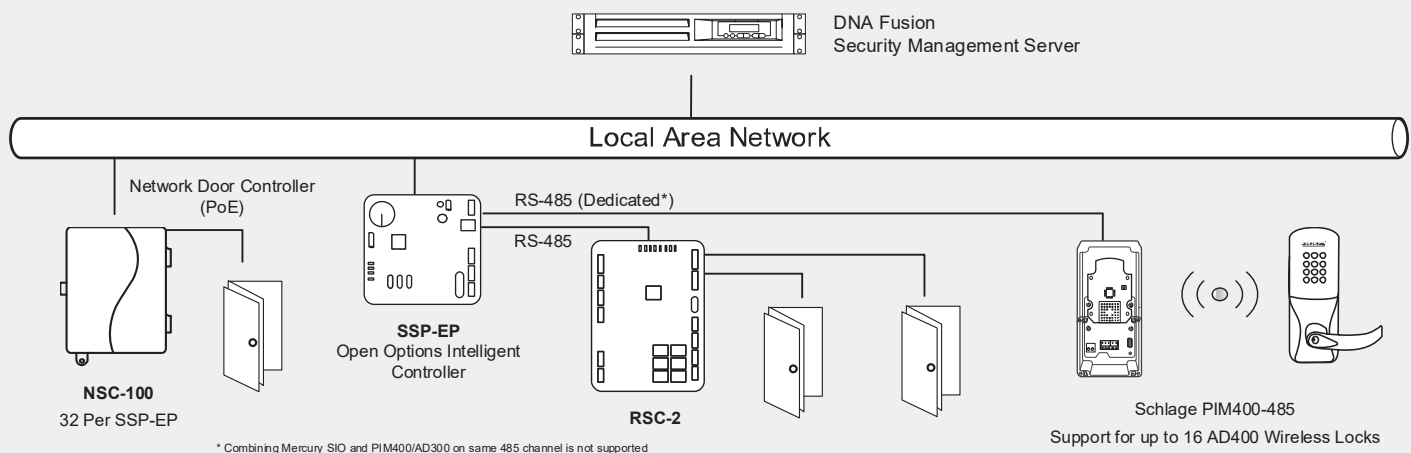 DNA Fusion
Security Management Server
Local Area Network
Network Door Controller
(PoE)
RS-485 (Dedicated*)
RS-485
SSP-EP
Open Options Intelligent
Controller
NSC-100
32 Per SSP-EP
RSC-2
Schlage PIM400-485
Support for up to 16 AD400 Wireless Locks
* Combining Mercury SIO and PIM400/AD300 on same 485 channel is not supported